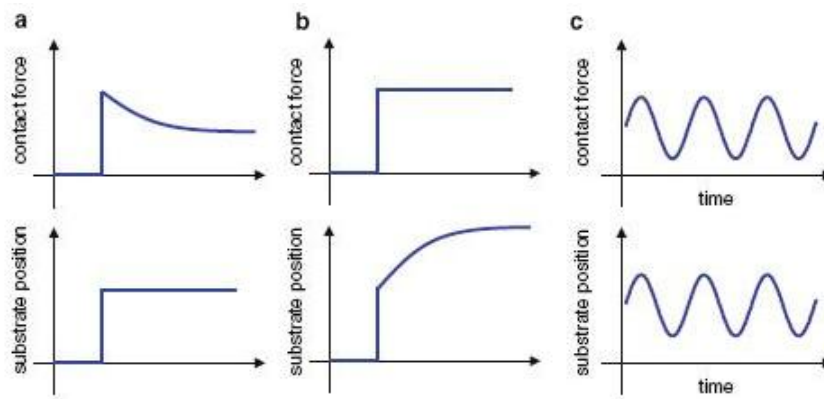 a
b
c
contact force
contact force
contact force
time
substrate position
substrate position
substrate position
time